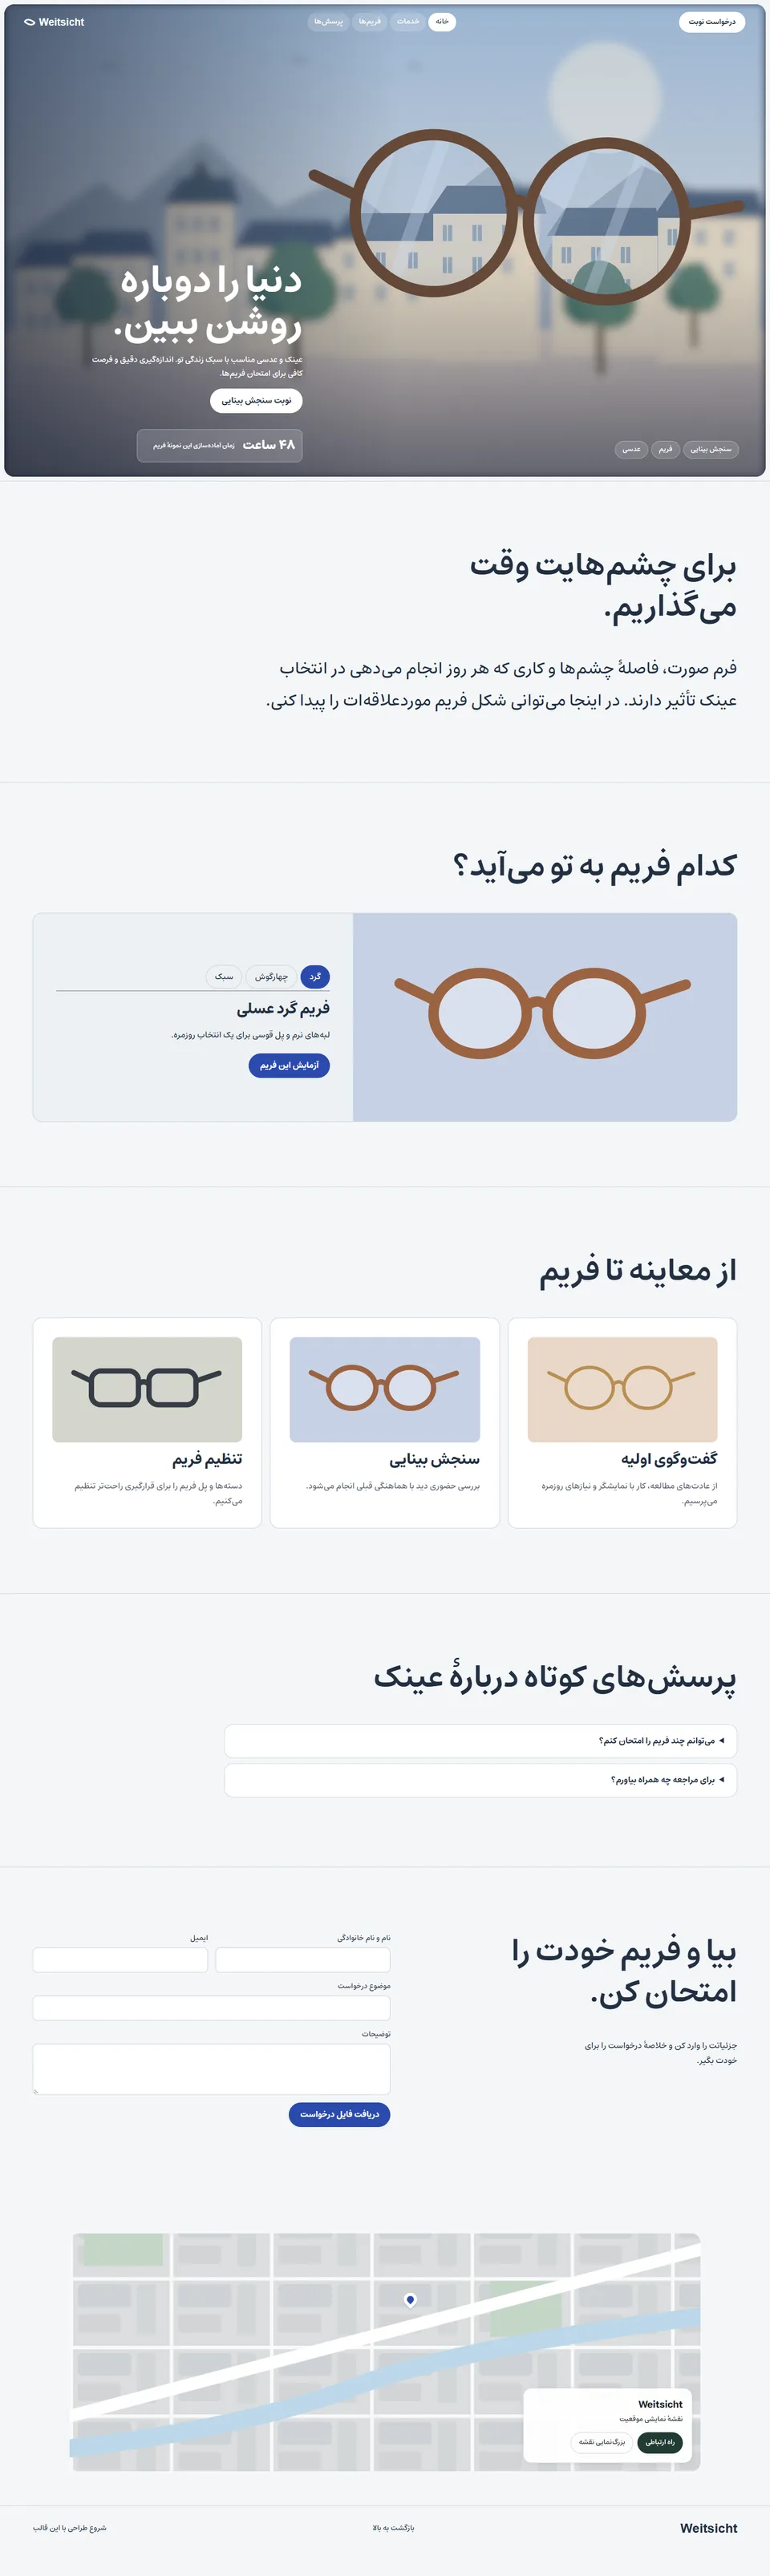 درخواست نوبت
خانه
خدمات
فریم‌ها
پرسش‌ها
Weitsicht
دنیا را دوباره
روشن ببین.
عینک و عدسی مناسب با سبک زندگی تو. اندازه‌گیری دقیق و فرصت
کافی برای امتحان فریم‌ها.
نوبت سنجش بینایی
۴۸ ساعت
زمان آماده‌سازی این نمونهٔ فریم
سنجش بینایی
فریم
عدسی
برای چشم‌هایت وقت
می‌گذاریم.
فرم صورت، فاصلهٔ چشم‌ها و کاری که هر روز انجام می‌دهی در انتخاب
عینک تأثیر دارند. در اینجا می‌توانی شکل فریم موردعلاقه‌ات را پیدا کنی.
کدام فریم به تو می‌آید؟
گرد
چهارگوش
سبک
فریم گرد عسلی
لبه‌های نرم و پل قوسی برای یک انتخاب روزمره.
آزمایش این فریم
از معاینه تا فریم
گفت‌وگوی اولیه
از عادت‌های مطالعه، کار با نمایشگر و نیازهای روزمره
می‌پرسیم.
سنجش بینایی
بررسی حضوری دید با هماهنگی قبلی انجام می‌شود.
تنظیم فریم
دسته‌ها و پل فریم را برای قرارگیری راحت‌تر تنظیم
می‌کنیم.
پرسش‌های کوتاه دربارهٔ عینک
می‌توانم چند فریم را امتحان کنم؟
برای مراجعه چه همراه بیاورم؟
بیا و فریم خودت را
امتحان کن.
جزئیاتت را وارد کن و خلاصهٔ درخواست را برای
خودت بگیر.
نام و نام خانوادگی
ایمیل
موضوع درخواست
توضیحات
دریافت فایل درخواست
Weitsicht
نقشهٔ نمایشی موقعیت
راه ارتباطی
بزرگ‌نمایی نقشه
Weitsicht
بازگشت به بالا
شروع طراحی با این قالب